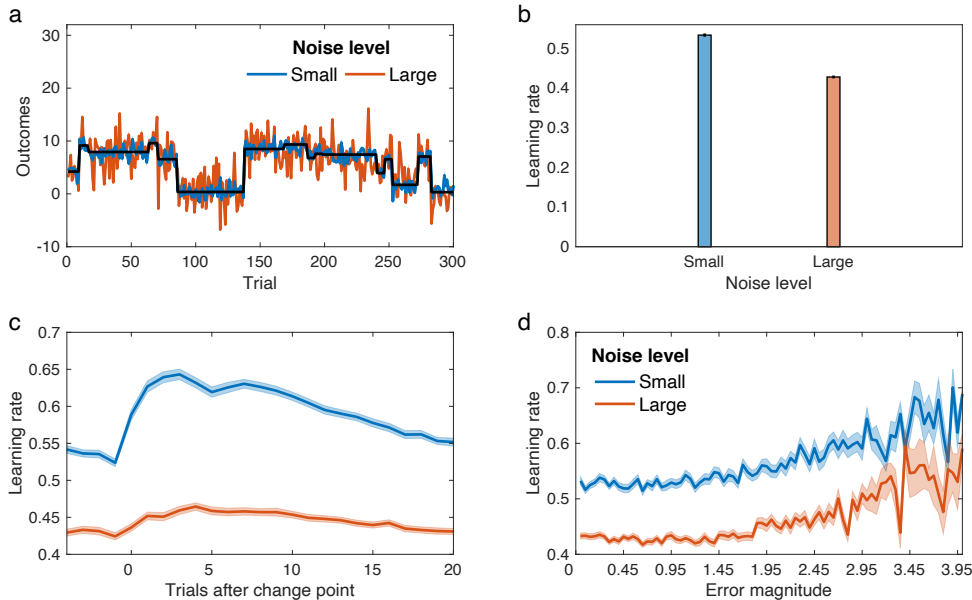 a
Outcomes
30
20
10
0
-10
Noise level
Small Large
0 50 100 150 200 250 300
Trial
b
Learning rate
0.5
0.4
0.3
0.2
0.1
0
Small Large
Noise level
c
Learning rate
0.7
0.65
0.6
0.55
0.5
0.45
0.4
0 5 10 15 20
Trials after change point
d
Learning rate
0.8
0.7
0.6
0.5
0.4
Noise level
Small
Large
0 0.45 0.95 1.45 1.95 2.45 2.95 3.45 3.95
Error magnitude